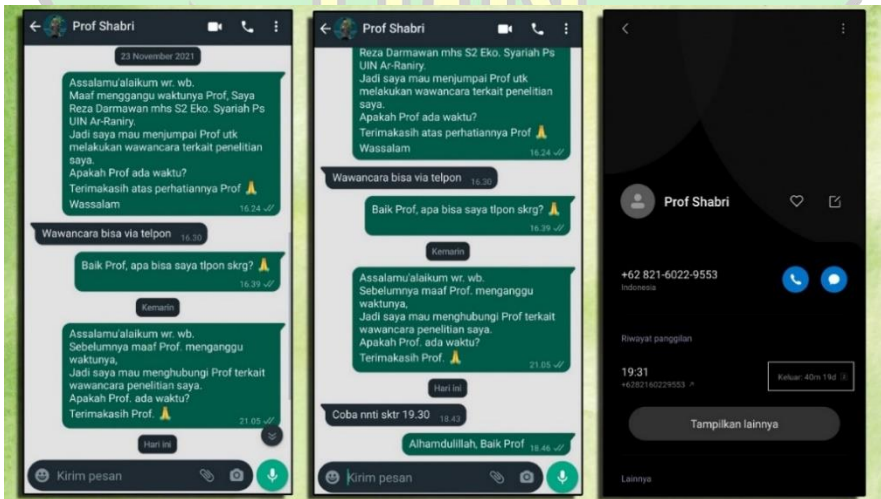 Prof Shabri
23 November 2021
Assalamu'alaikum wr. wb.
Maaf menggangu waktunya Prof, Saya
Reza Darmawan mhs S2 Eko. Syariah Ps
UIN Ar-Raniry.
Jadi saya mau menjumpai Prof utk
melakukan wawancara terkait penelitian
saya.
Apakah Prof ada waktu?
Terimakasih atas perhatiannya Prof 🙏
Wassalam
16.24
Wawancara bisa via telpon 16.30
Baik Prof, apa bisa saya tlpon skrg? 🙏
16.39
Kemarin
Assalamu'alaikum wr. wb.
Sebelumnya maaf Prof. menganggu
waktunya,
Jadi saya mau menghubungi Prof terkait
wawancara penelitian saya.
Apakah Prof. ada waktu?
Terimakasih Prof. 🙏
21.05
Hari ini
Kirim pesan
Prof Shabri
Reza Darmawan mhs S2 Eko. Syariah Ps
UIN Ar-Raniry.
Jadi saya mau menjumpai Prof utk
melakukan wawancara terkait penelitian
saya.
Apakah Prof ada waktu?
Terimakasih atas perhatiannya Prof 🙏
Wassalam
16.24
Wawancara bisa via telpon 16.30
Baik Prof, apa bisa saya tlpon skrg? 🙏
16.39
Kemarin
Assalamu'alaikum wr. wb.
Sebelumnya maaf Prof. menganggu
waktunya,
Jadi saya mau menghubungi Prof terkait
wawancara penelitian saya.
Apakah Prof. ada waktu?
Terimakasih Prof. 🙏
21.05
Hari ini
Coba nnti sktr 19.30 18.43
Alhamdulillah, Baik Prof 18.46
Kirim pesan
Prof Shabri
+62 821-6022-9553
Indonesia
Riwayat panggilan
19:31
+6282160229553
Keluar: 40m 19d
Tampilkan lainnya
Lainnya